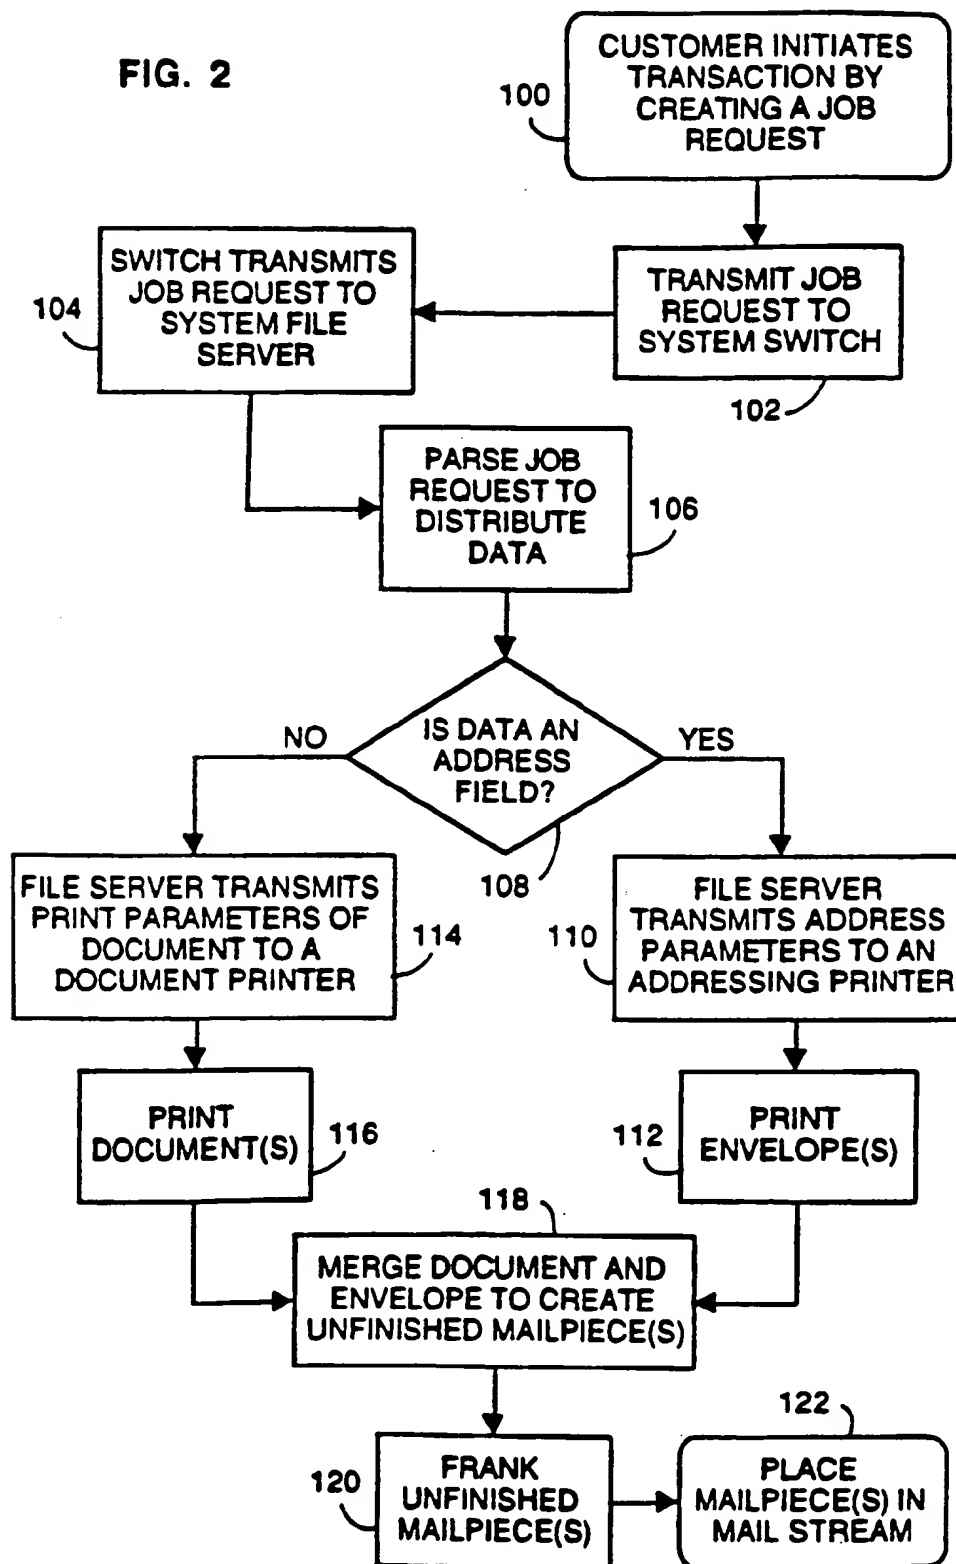 FIG. 2
CUSTOMER INITIATES
TRANSACTION BY
CREATING A JOB
REQUEST
100
TRANSMIT JOB
REQUEST TO
SYSTEM SWITCH
102
SWITCH TRANSMITS
JOB REQUEST TO
SYSTEM FILE
SERVER
104
PARSE JOB
REQUEST TO
DISTRIBUTE
DATA
106
IS DATA AN
ADDRESS
FIELD?
NO
YES
108
FILE SERVER TRANSMITS
PRINT PARAMETERS OF
DOCUMENT TO A
DOCUMENT PRINTER
114
110
FILE SERVER
TRANSMITS ADDRESS
PARAMETERS TO AN
ADDRESSING PRINTER
PRINT
DOCUMENT(S)
116
112
PRINT
ENVELOPE(S)
118
MERGE DOCUMENT AND
ENVELOPE TO CREATE
UNFINISHED MAILPIECE(S)
120
FRANK
UNFINISHED
MAILPIECE(S)
122
PLACE
MAILPIECE(S) IN
MAIL STREAM